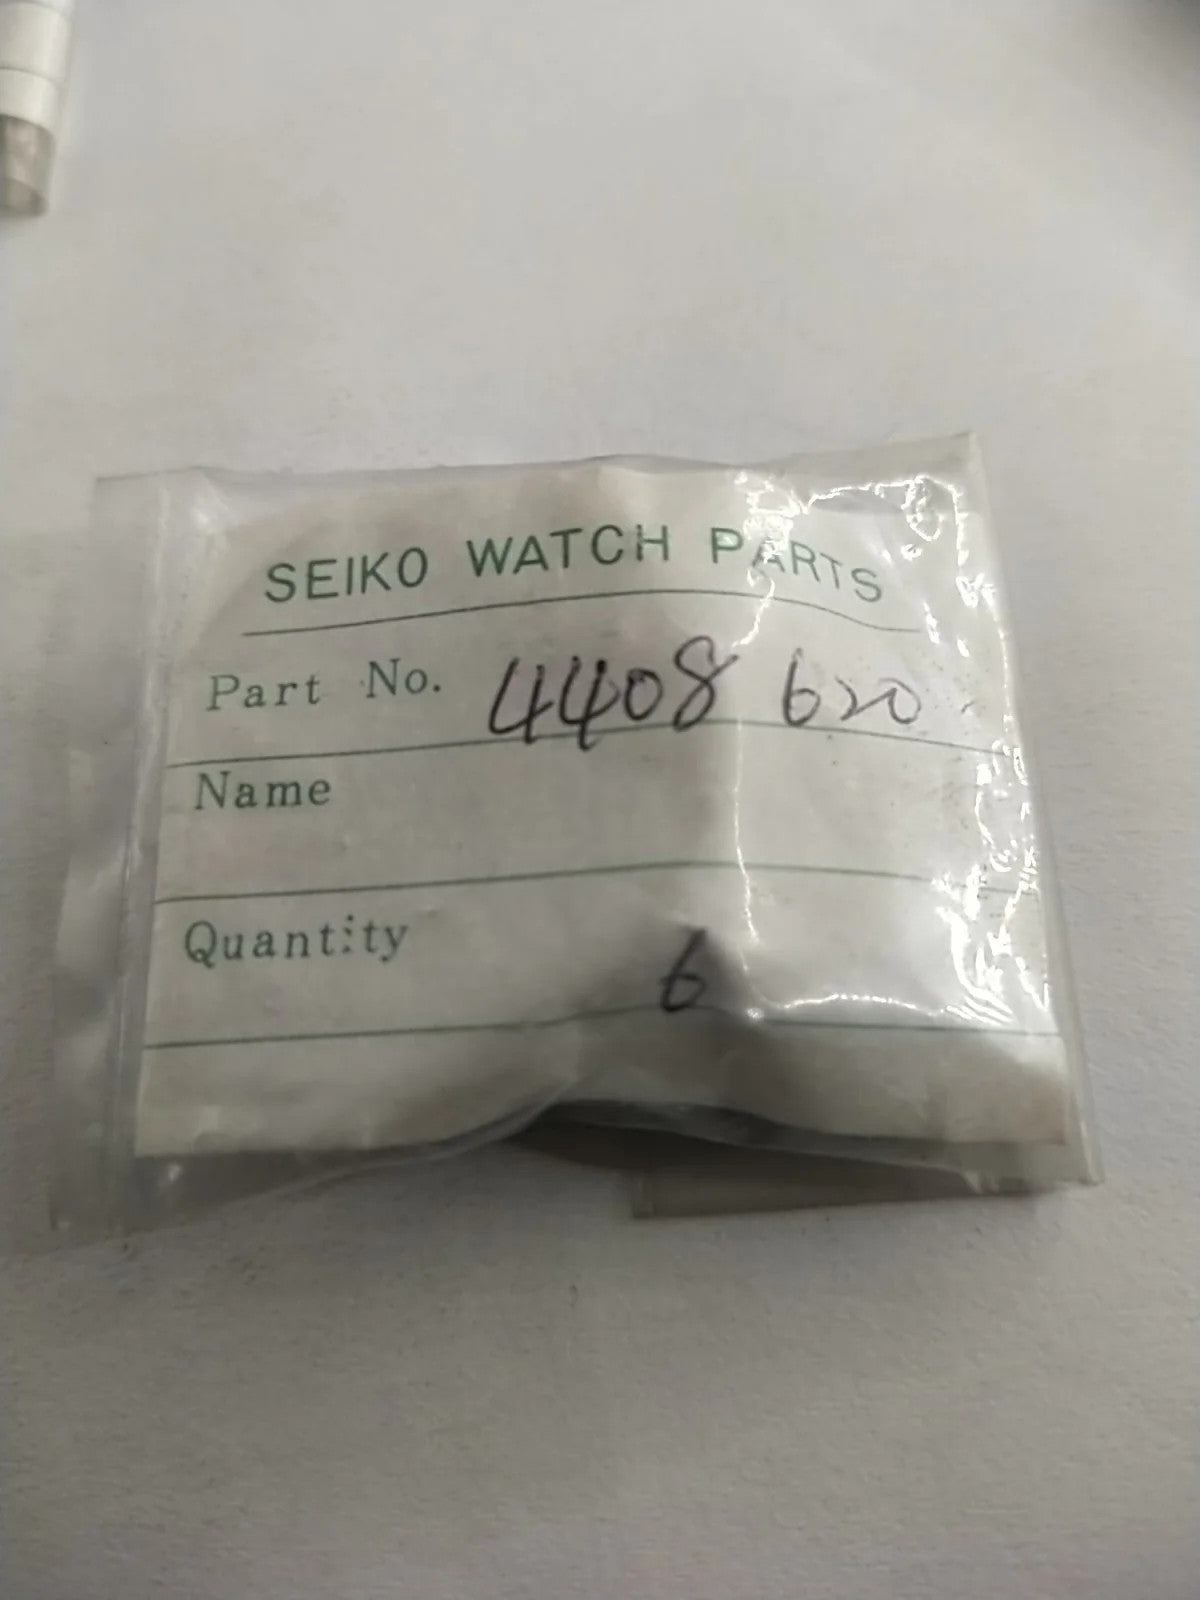 SEIKO WATCH PARTS
Part No. 4408 620
Name
Quantity 6